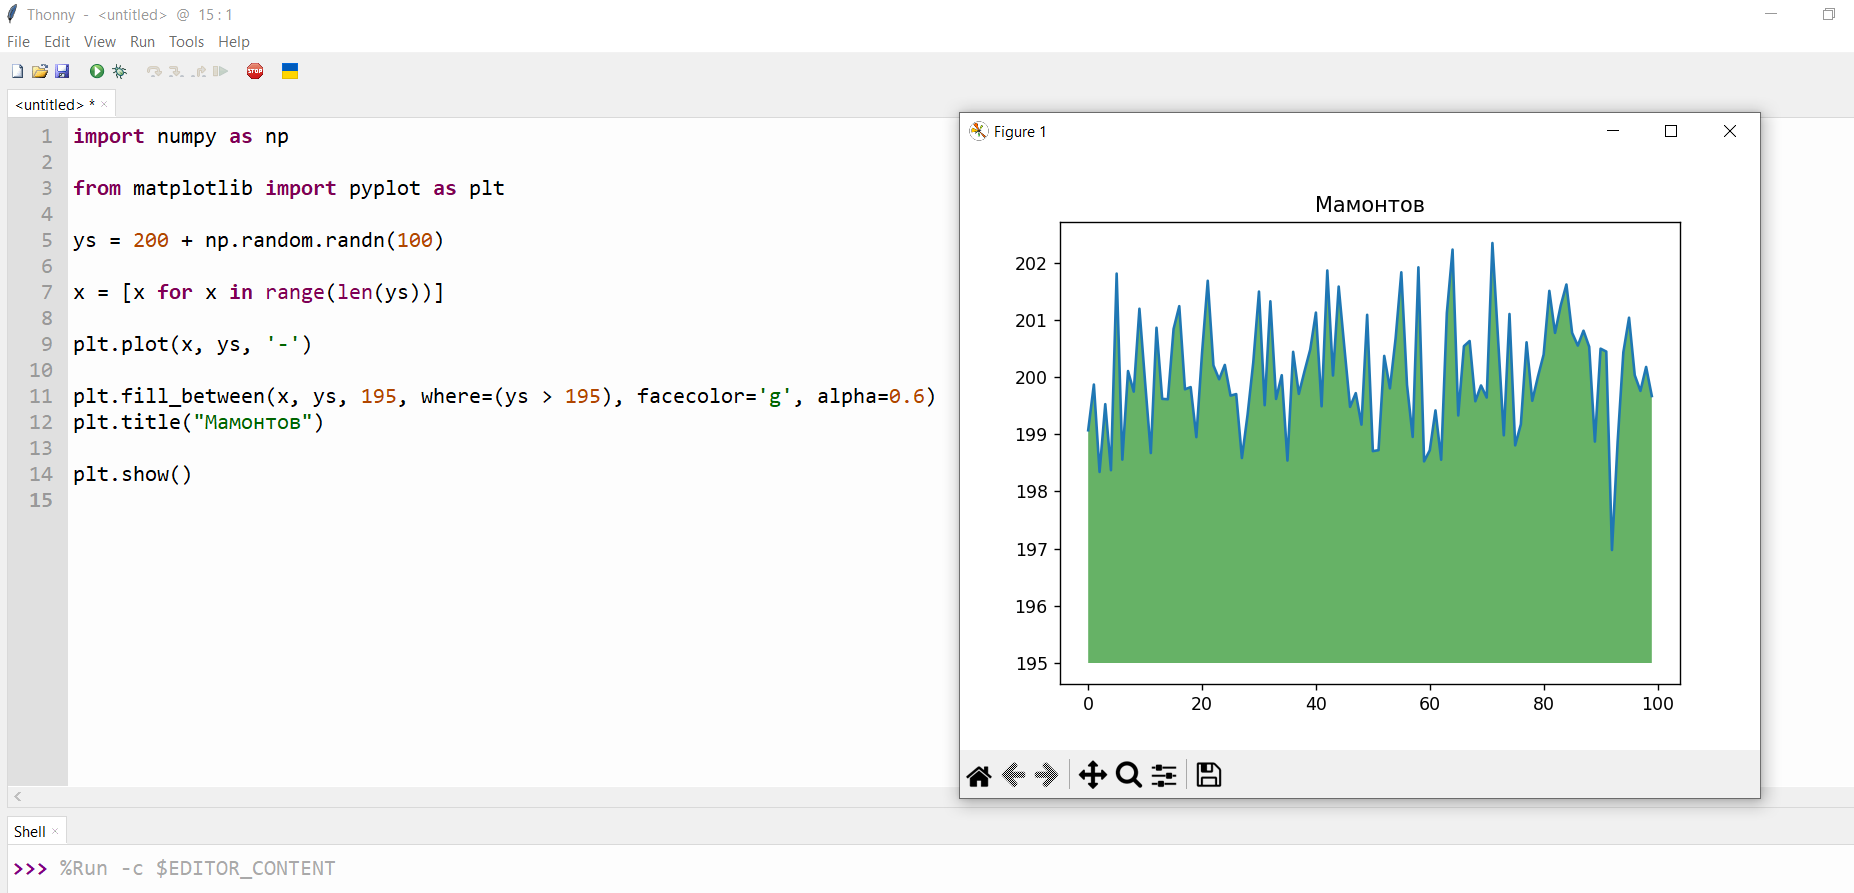 Thonny - <untitled> @ 15 : 1
File Edit View Run Tools Help
STOP
<untitled> * ×
1 import numpy as np
2
3 from matplotlib import pyplot as plt
4
5 ys = 200 + np.random.randn(100)
6
7 x = [x for x in range(len(ys))]
8
9 plt.plot(x, ys, '-')
10
11 plt.fill_between(x, ys, 195, where=(ys > 195), facecolor='g', alpha=0.6)
12 plt.title("Мамонтов")
13
14 plt.show()
15
Figure 1
Мамонтов
202
201
200
199
198
197
196
195
0 20 40 60 80 100
Shell ×
>>> %Run -c $EDITOR_CONTENT